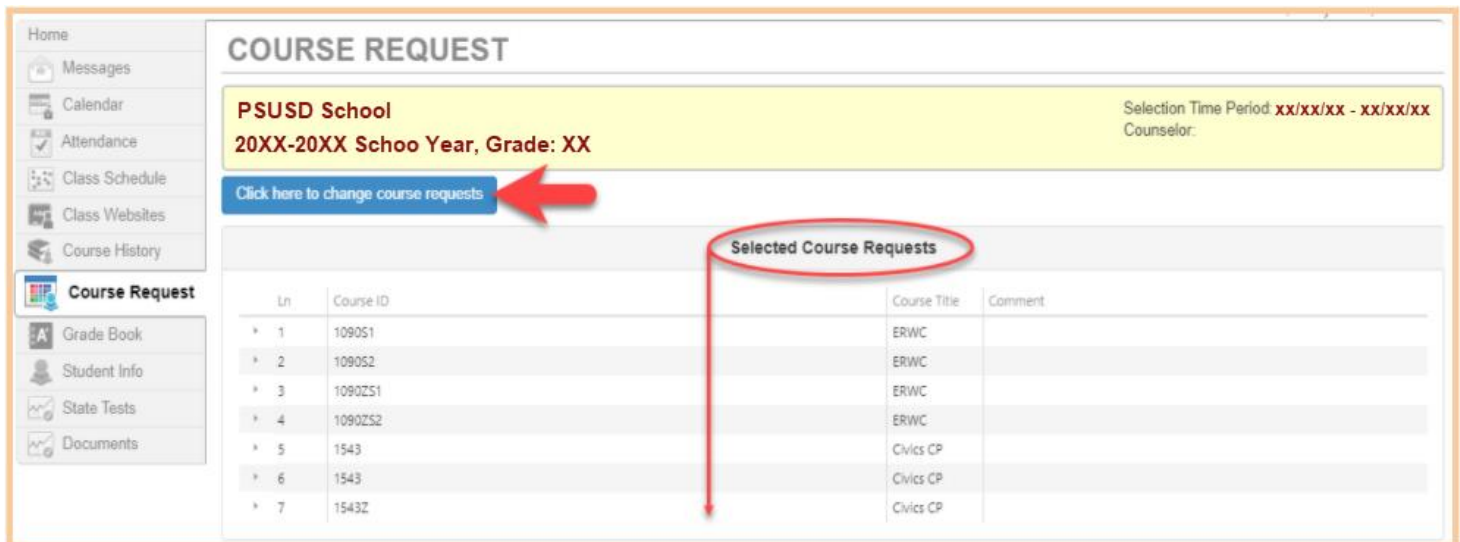 Home
Messages
Calendar
Attendance
Class Schedule
Class Websites
Course History
Course Request
Grade Book
Student Info
State Tests
Documents
COURSE REQUEST
PSUSD School
20XX-20XX Schoo Year, Grade: XX
Selection Time Period: xx/xx/xx - xx/xx/xx
Counselor:
Click here to change course requests
Selected Course Requests
Ln Course ID Course Title Comment
1 1090S1 ERWC
2 1090S2 ERWC
3 1090ZS1 ERWC
4 1090ZS2 ERWC
5 1543 Civics CP
6 1543 Civics CP
7 1543Z Civics CP